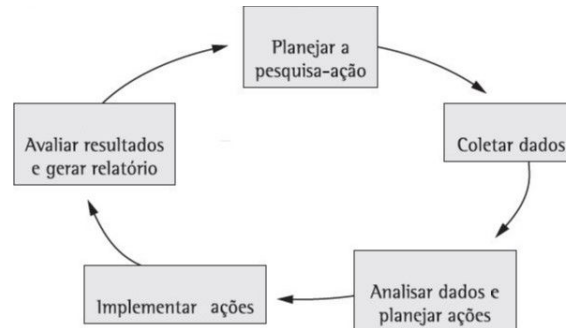 Planejar a
pesquisa-ação
Coletar dados
Analisar dados e
planejar ações
Implementar ações
Avaliar resultados
e gerar relatório